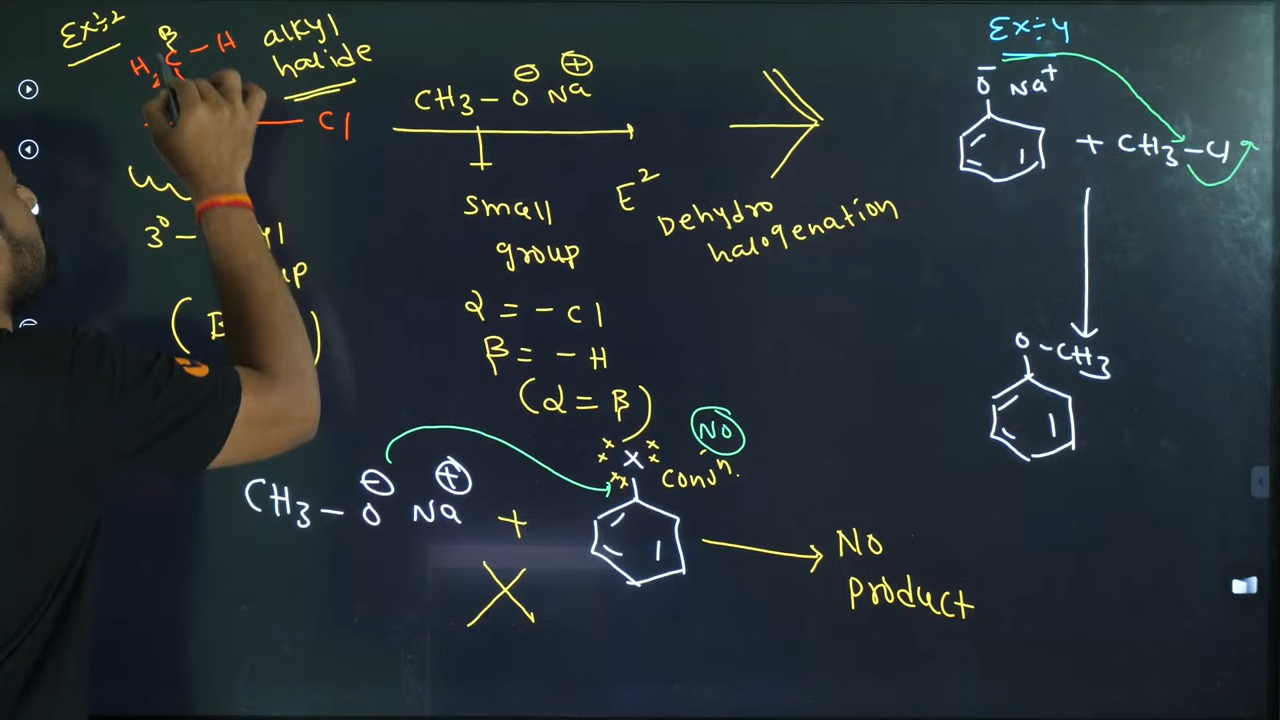 Ex÷2
β
H C – H
alkyl
halide
Cl
3° –
CH3 – O⊖ Na⊕
Small
group
E²
Dehydro
halogenation
α = – Cl
β = – H
(α = β)
CH3 – O⊖ Na⊕ +
X
No
Conjⁿ.
No
product
Ex÷4
O⁻ Na⁺
+ CH3 – Cl
O – CH3